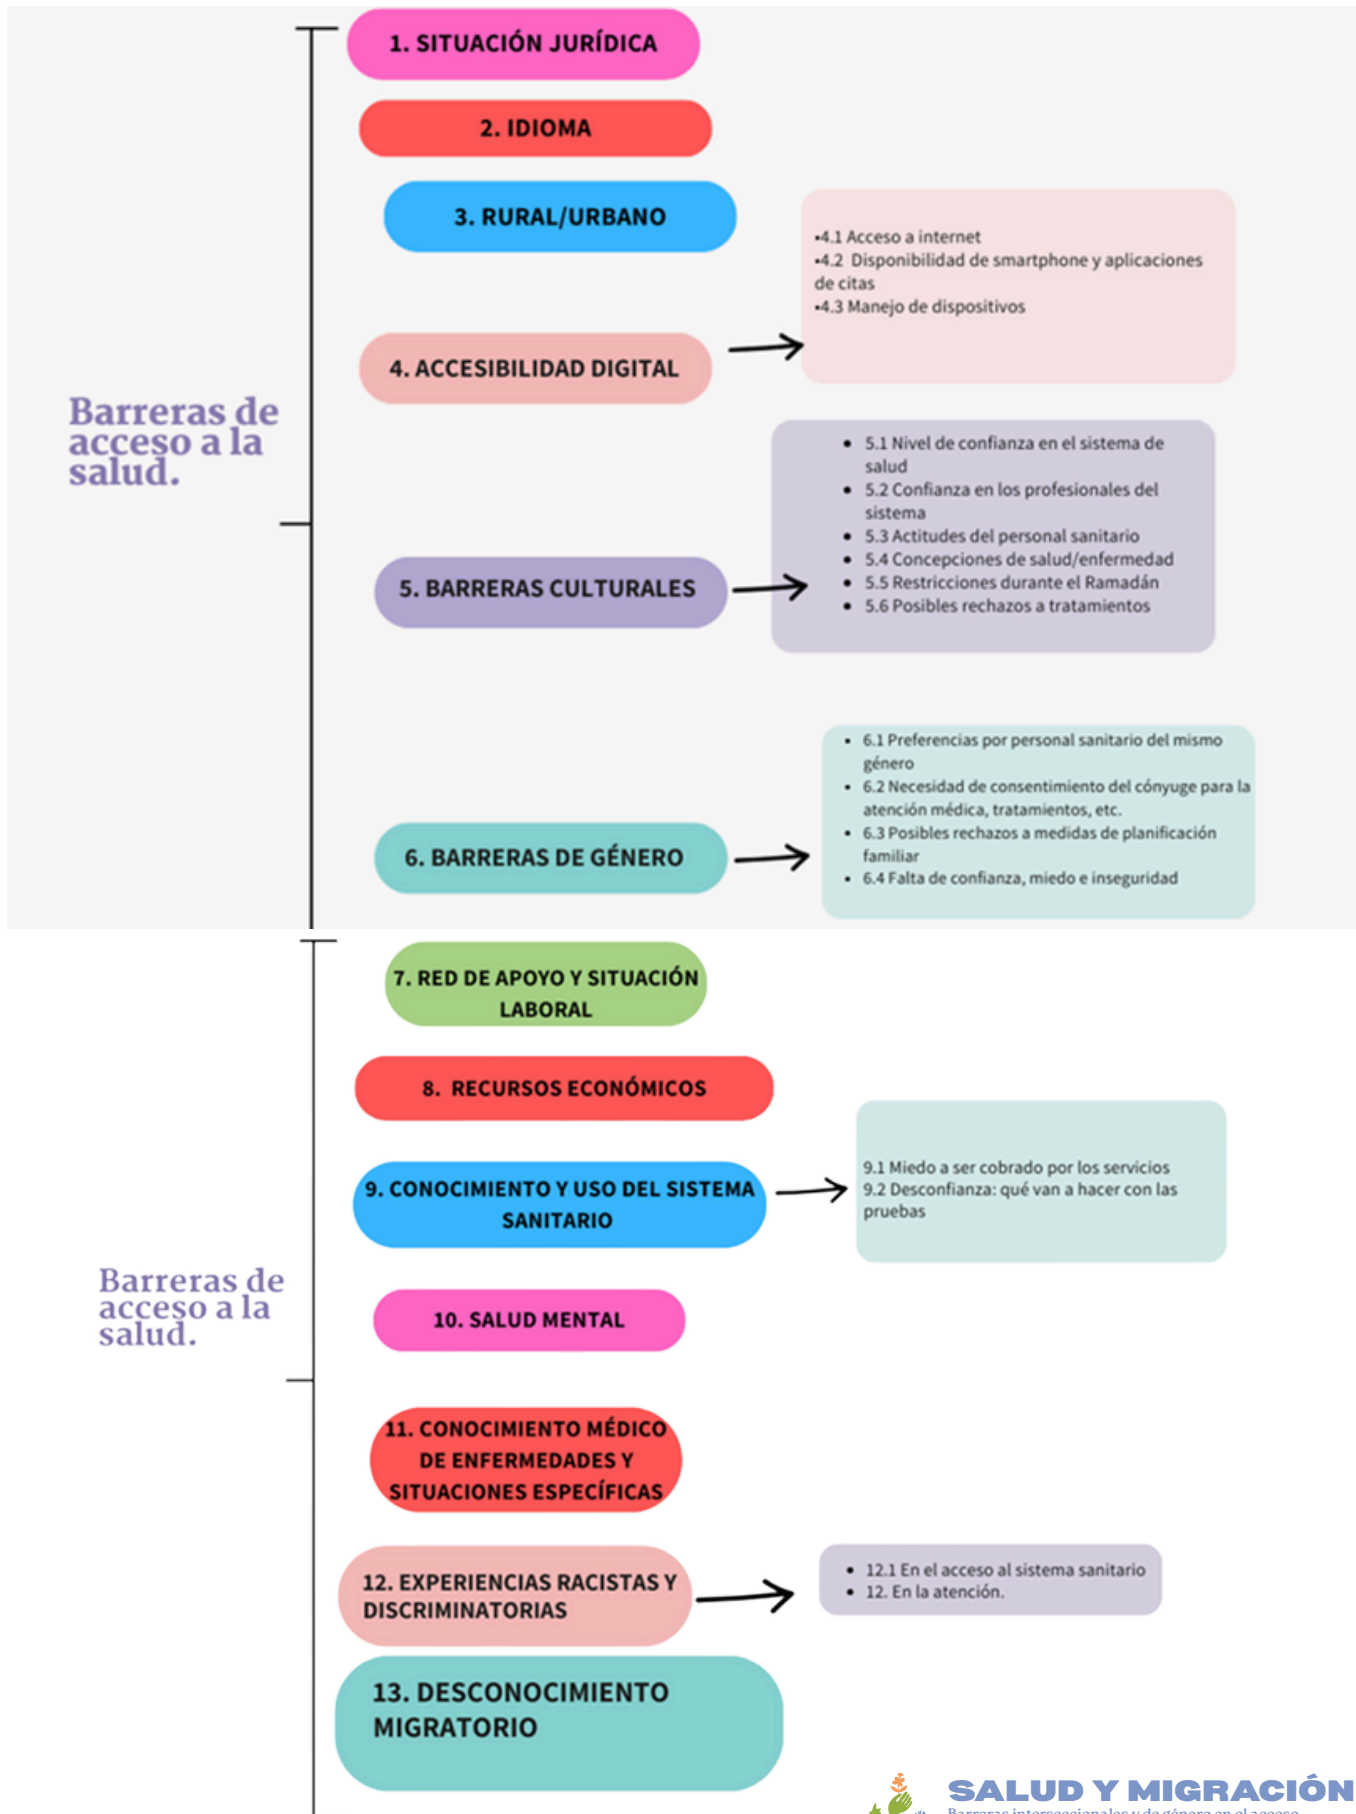 1. SITUACIÓN JURÍDICA
2. IDIOMA
3. RURAL/URBANO
•4.1 Acceso a internet
•4.2 Disponibilidad de smartphone y aplicaciones
de citas
•4.3 Manejo de dispositivos
4. ACCESIBILIDAD DIGITAL
Barreras de
acceso a la
salud.
• 5.1 Nivel de confianza en el sistema de
salud
• 5.2 Confianza en los profesionales del
sistema
• 5.3 Actitudes del personal sanitario
• 5.4 Concepciones de salud/enfermedad
• 5.5 Restricciones durante el Ramadán
• 5.6 Posibles rechazos a tratamientos
5. BARRERAS CULTURALES
• 6.1 Preferencias por personal sanitario del mismo
género
• 6.2 Necesidad de consentimiento del cónyuge para la
atención médica, tratamientos, etc.
• 6.3 Posibles rechazos a medidas de planificación
familiar
• 6.4 Falta de confianza, miedo e inseguridad
6. BARRERAS DE GÉNERO
7. RED DE APOYO Y SITUACIÓN
LABORAL
8. RECURSOS ECONÓMICOS
9. CONOCIMIENTO Y USO DEL SISTEMA
SANITARIO
9.1 Miedo a ser cobrado por los servicios
9.2 Desconfianza: qué van a hacer con las
pruebas
Barreras de
acceso a la
salud.
10. SALUD MENTAL
11. CONOCIMIENTO MÉDICO
DE ENFERMEDADES Y
SITUACIONES ESPECÍFICAS
12. EXPERIENCIAS RACISTAS Y
DISCRIMINATORIAS
• 12.1 En el acceso al sistema sanitario
• 12. En la atención.
13. DESCONOCIMIENTO
MIGRATORIO
SALUD Y MIGRACIÓN
Barreras interseccionales y de género en el acceso